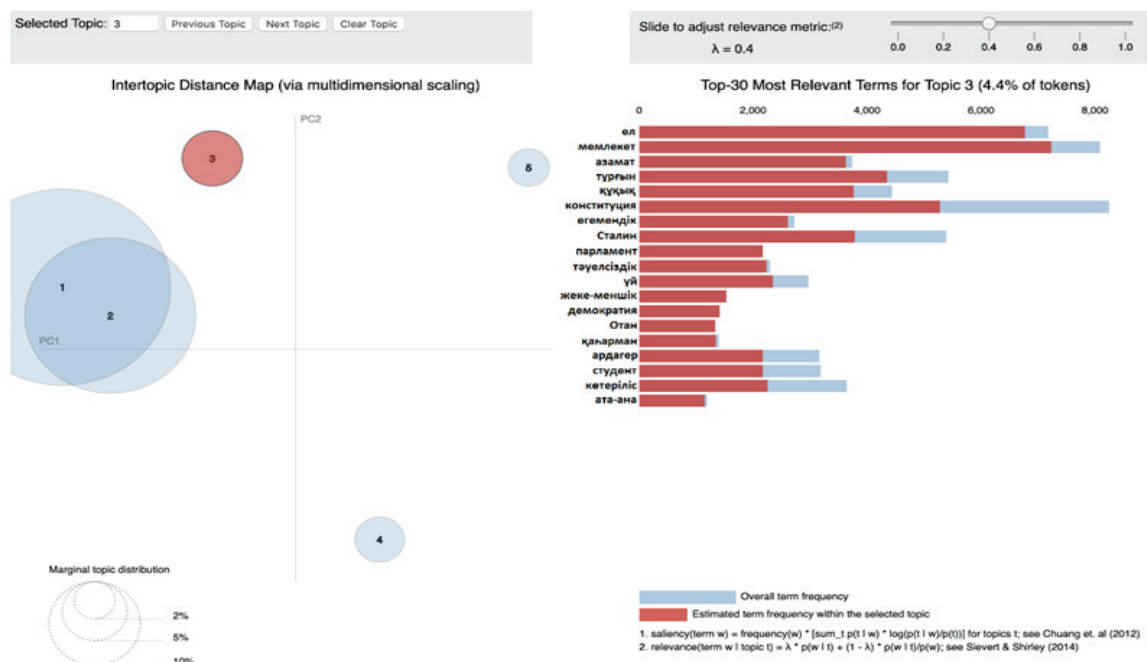 Selected Topic: 3 Previous Topic Next Topic Clear Topic
Slide to adjust relevance metric:(2)
λ = 0.4
0.0 0.2 0.4 0.6 0.8 1.0
Intertopic Distance Map (via multidimensional scaling)
PC2
3
5
1
2
PC1
4
Marginal topic distribution
2%
5%
10%
Top-30 Most Relevant Terms for Topic 3 (4.4% of tokens)
0 2,000 4,000 6,000 8,000
ел
мемлекет
азамат
тұрғын
құқық
конституция
егемендік
Сталин
парламент
тәуелсіздік
үй
жеке-меншік
демократия
Отан
қаһарман
ардагер
студент
көтеріліс
ата-ана
Overall term frequency
Estimated term frequency within the selected topic
1. saliency(term w) = frequency(w) * [sum_t p(t | w) * log(p(t | w)/p(t))] for topics t; see Chuang et. al (2012)
2. relevance(term w | topic t) = λ * p(w | t) + (1 - λ) * p(w | t)/p(w); see Sievert & Shirley (2014)